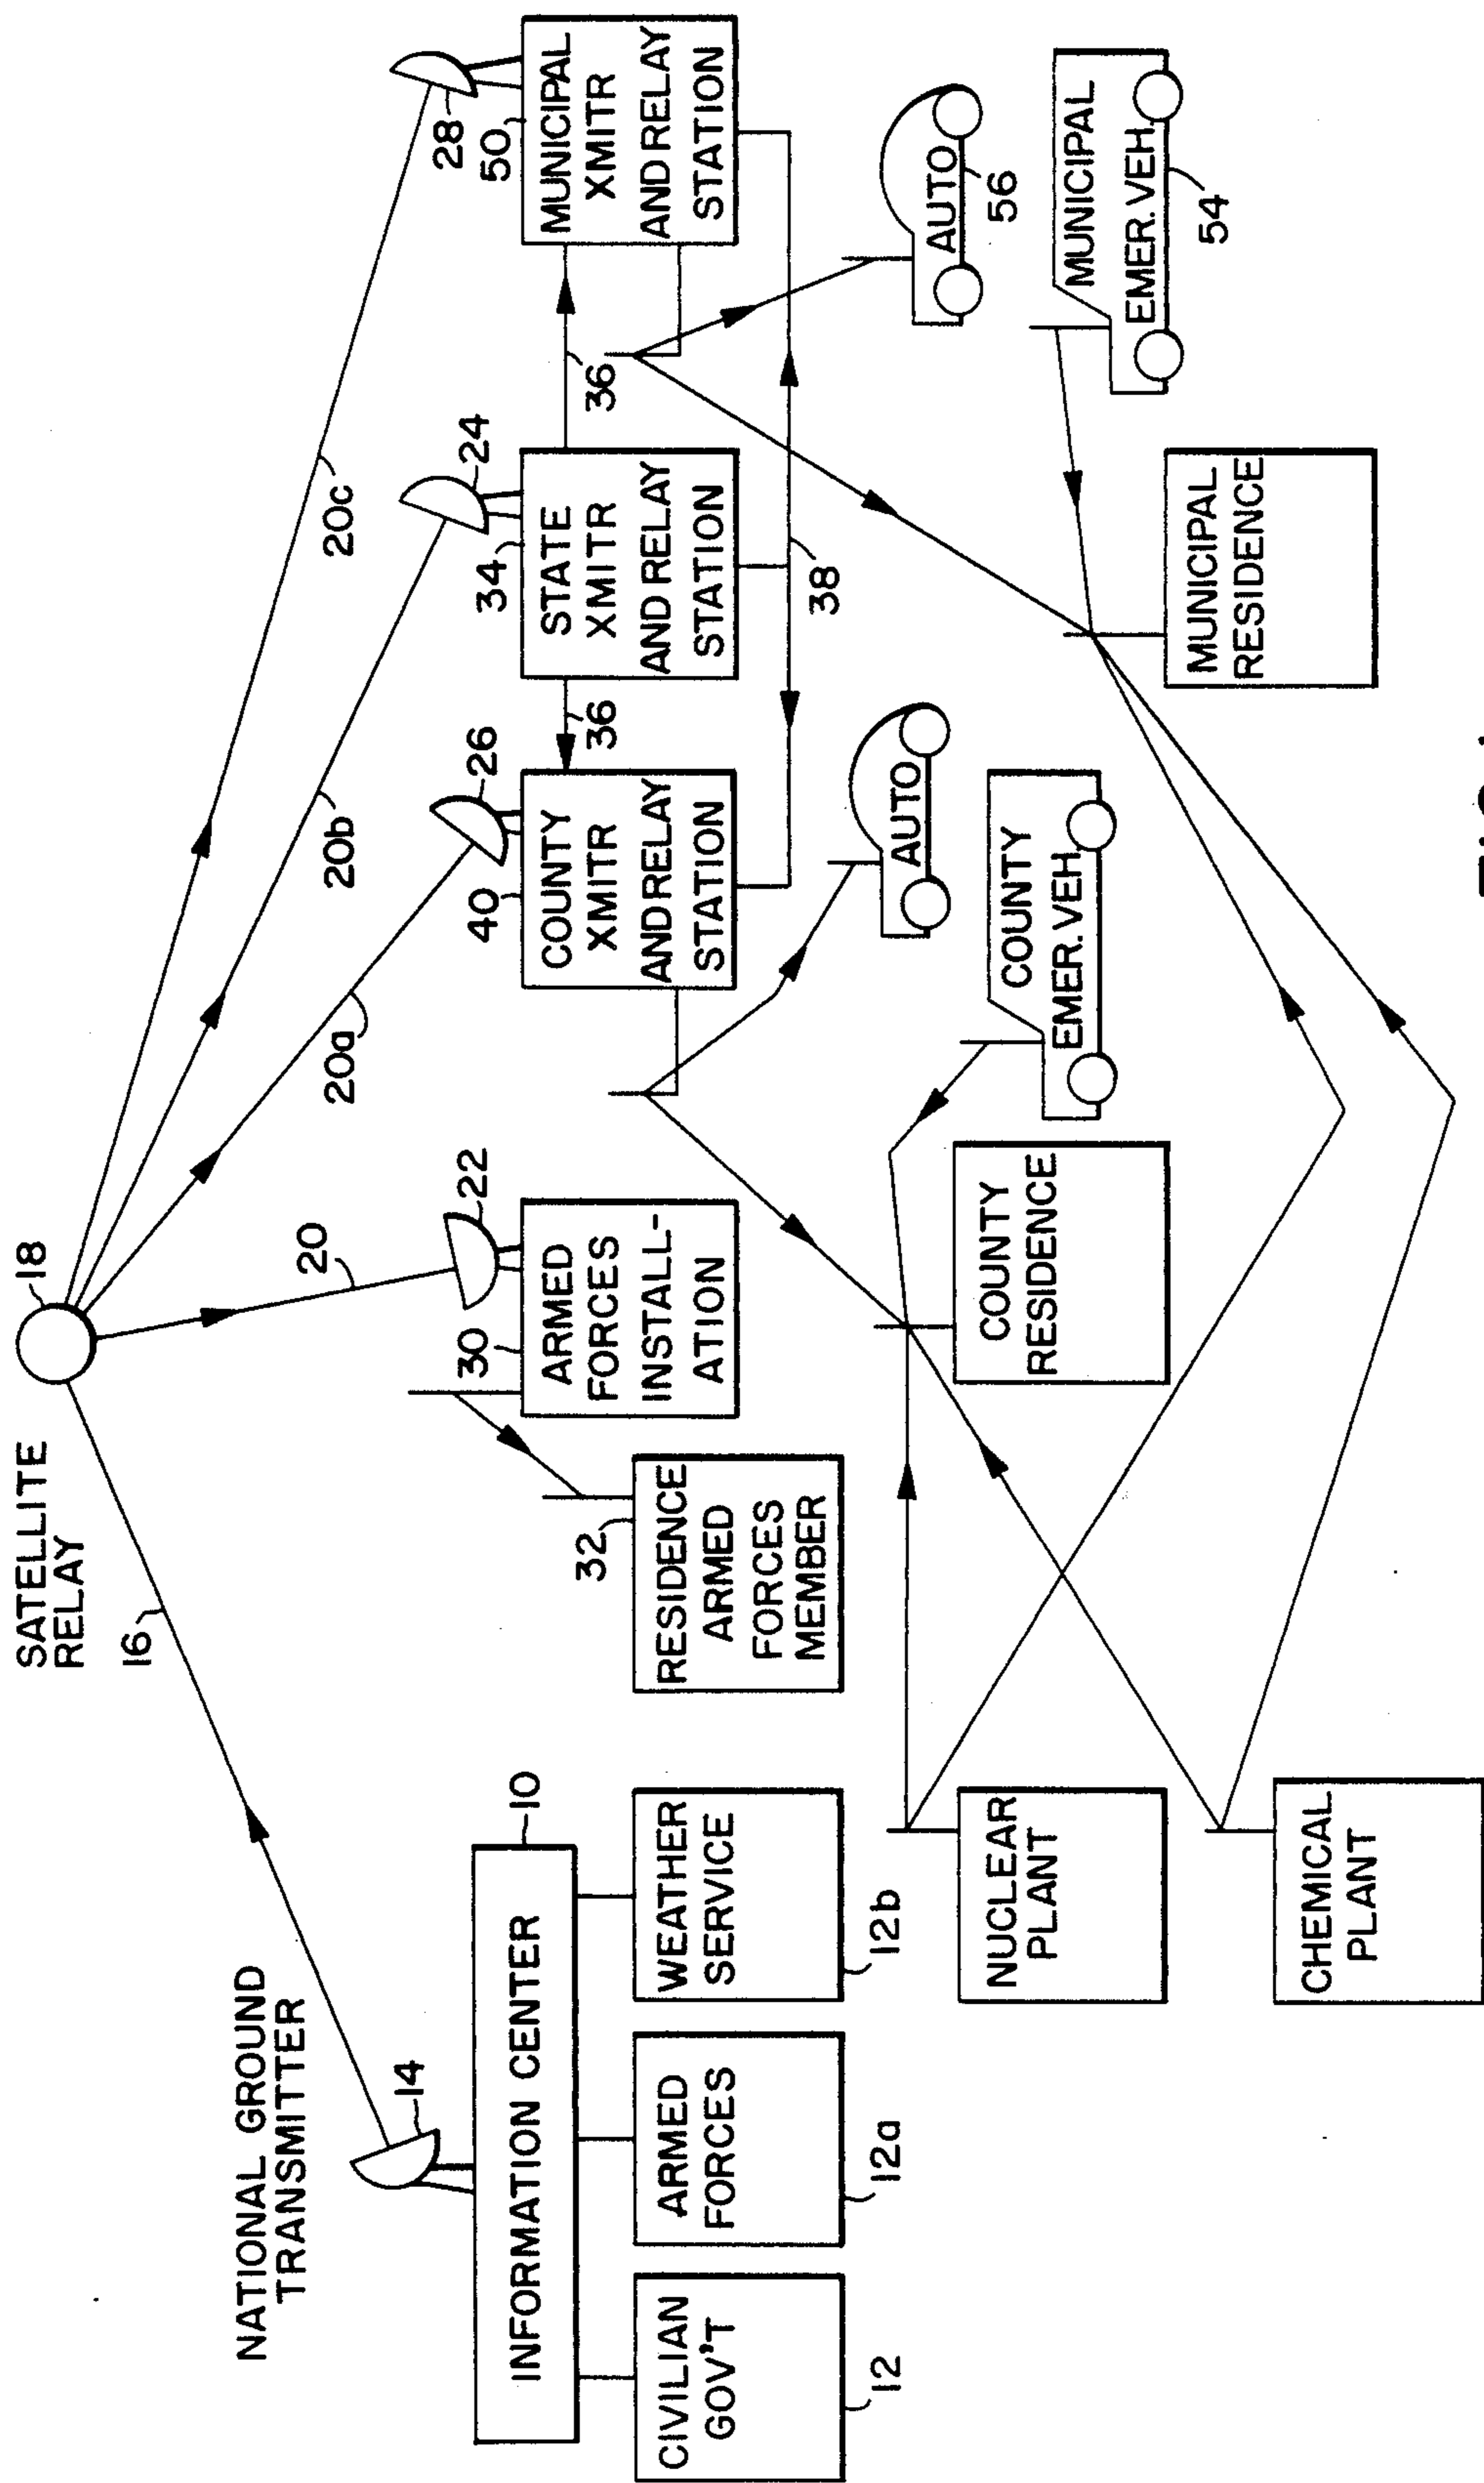 SATELLITE
RELAY
18
16
NATIONAL GROUND
TRANSMITTER
14
20
20a
20b
20c
22
26
24
28
10
INFORMATION CENTER
30
ARMED
FORCES
INSTALL-
ATION
40
COUNTY
XMITR
AND RELAY
STATION
36
34
STATE
XMITR
AND RELAY
STATION
36
50
MUNICIPAL
XMITR
AND RELAY
STATION
38
CIVILIAN
GOV'T
12
ARMED
FORCES
12a
WEATHER
SERVICE
12b
32
RESIDENCE
ARMED
FORCES
MEMBER
AUTO
AUTO
56
NUCLEAR
PLANT
COUNTY
RESIDENCE
COUNTY
EMER. VEH.
MUNICIPAL
EMER. VEH.
54
MUNICIPAL
RESIDENCE
CHEMICAL
PLANT